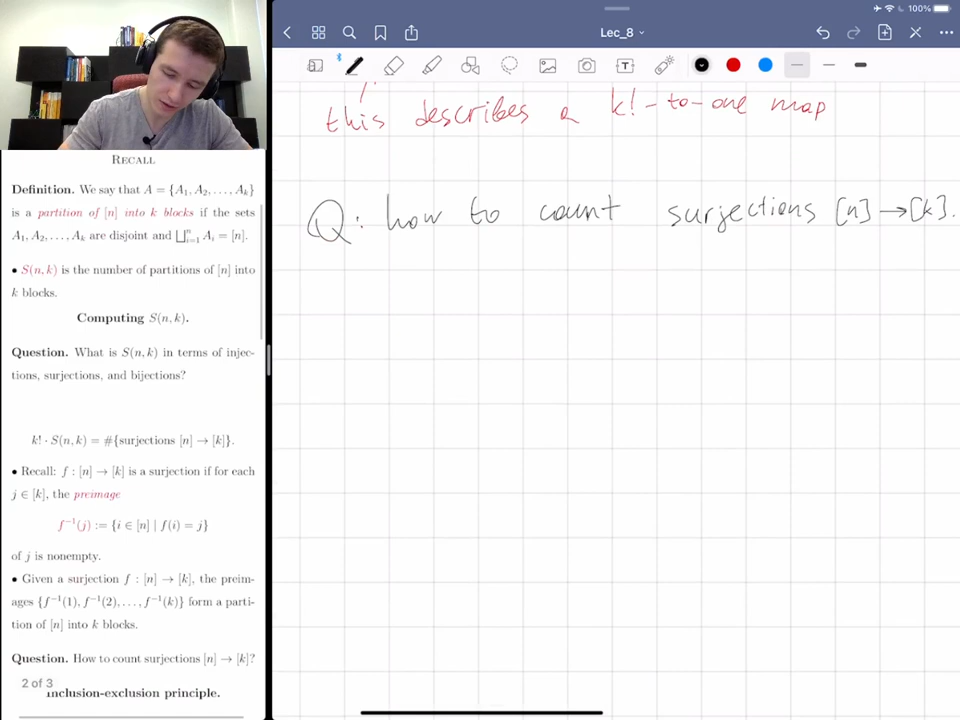 100%
Lec_8
this describes a k!-to-one map
Q: how to count surjections [n]→[k].
RECALL
Definition. We say that A = {A₁, A₂, . . . , Aₖ}
is a partition of [n] into k blocks if the sets
A₁, A₂, . . . , Aₖ are disjoint and ⨆ⁿᵢ₌₁ Aᵢ = [n].
• S(n, k) is the number of partitions of [n] into
k blocks.
Computing S(n, k).
Question. What is S(n, k) in terms of injec-
tions, surjections, and bijections?
k! · S(n, k) = #{surjections [n] → [k]}.
• Recall: f : [n] → [k] is a surjection if for each
j ∈ [k], the preimage
f⁻¹(j) := {i ∈ [n] | f(i) = j}
of j is nonempty.
• Given a surjection f : [n] → [k], the preim-
ages {f⁻¹(1), f⁻¹(2), . . . , f⁻¹(k)} form a parti-
tion of [n] into k blocks.
Question. How to count surjections [n] → [k]?
2 of 3
Inclusion-exclusion principle.